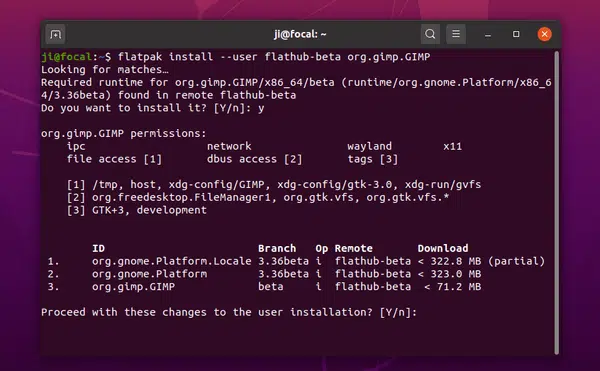 ji@focal: ~
ji@focal:~$ flatpak install --user flathub-beta org.gimp.GIMP
Looking for matches…
Required runtime for org.gimp.GIMP/x86_64/beta (runtime/org.gnome.Platform/x86_6
4/3.36beta) found in remote flathub-beta
Do you want to install it? [Y/n]: y
org.gimp.GIMP permissions:
ipc network wayland x11
file access [1] dbus access [2] tags [3]
[1] /tmp, host, xdg-config/GIMP, xdg-config/gtk-3.0, xdg-run/gvfs
[2] org.freedesktop.FileManager1, org.gtk.vfs, org.gtk.vfs.*
[3] GTK+3, development
ID Branch Op Remote Download
1. org.gnome.Platform.Locale 3.36beta i flathub-beta < 322.8 MB (partial)
2. org.gnome.Platform 3.36beta i flathub-beta < 323.0 MB
3. org.gimp.GIMP beta i flathub-beta < 71.2 MB
Proceed with these changes to the user installation? [Y/n]: